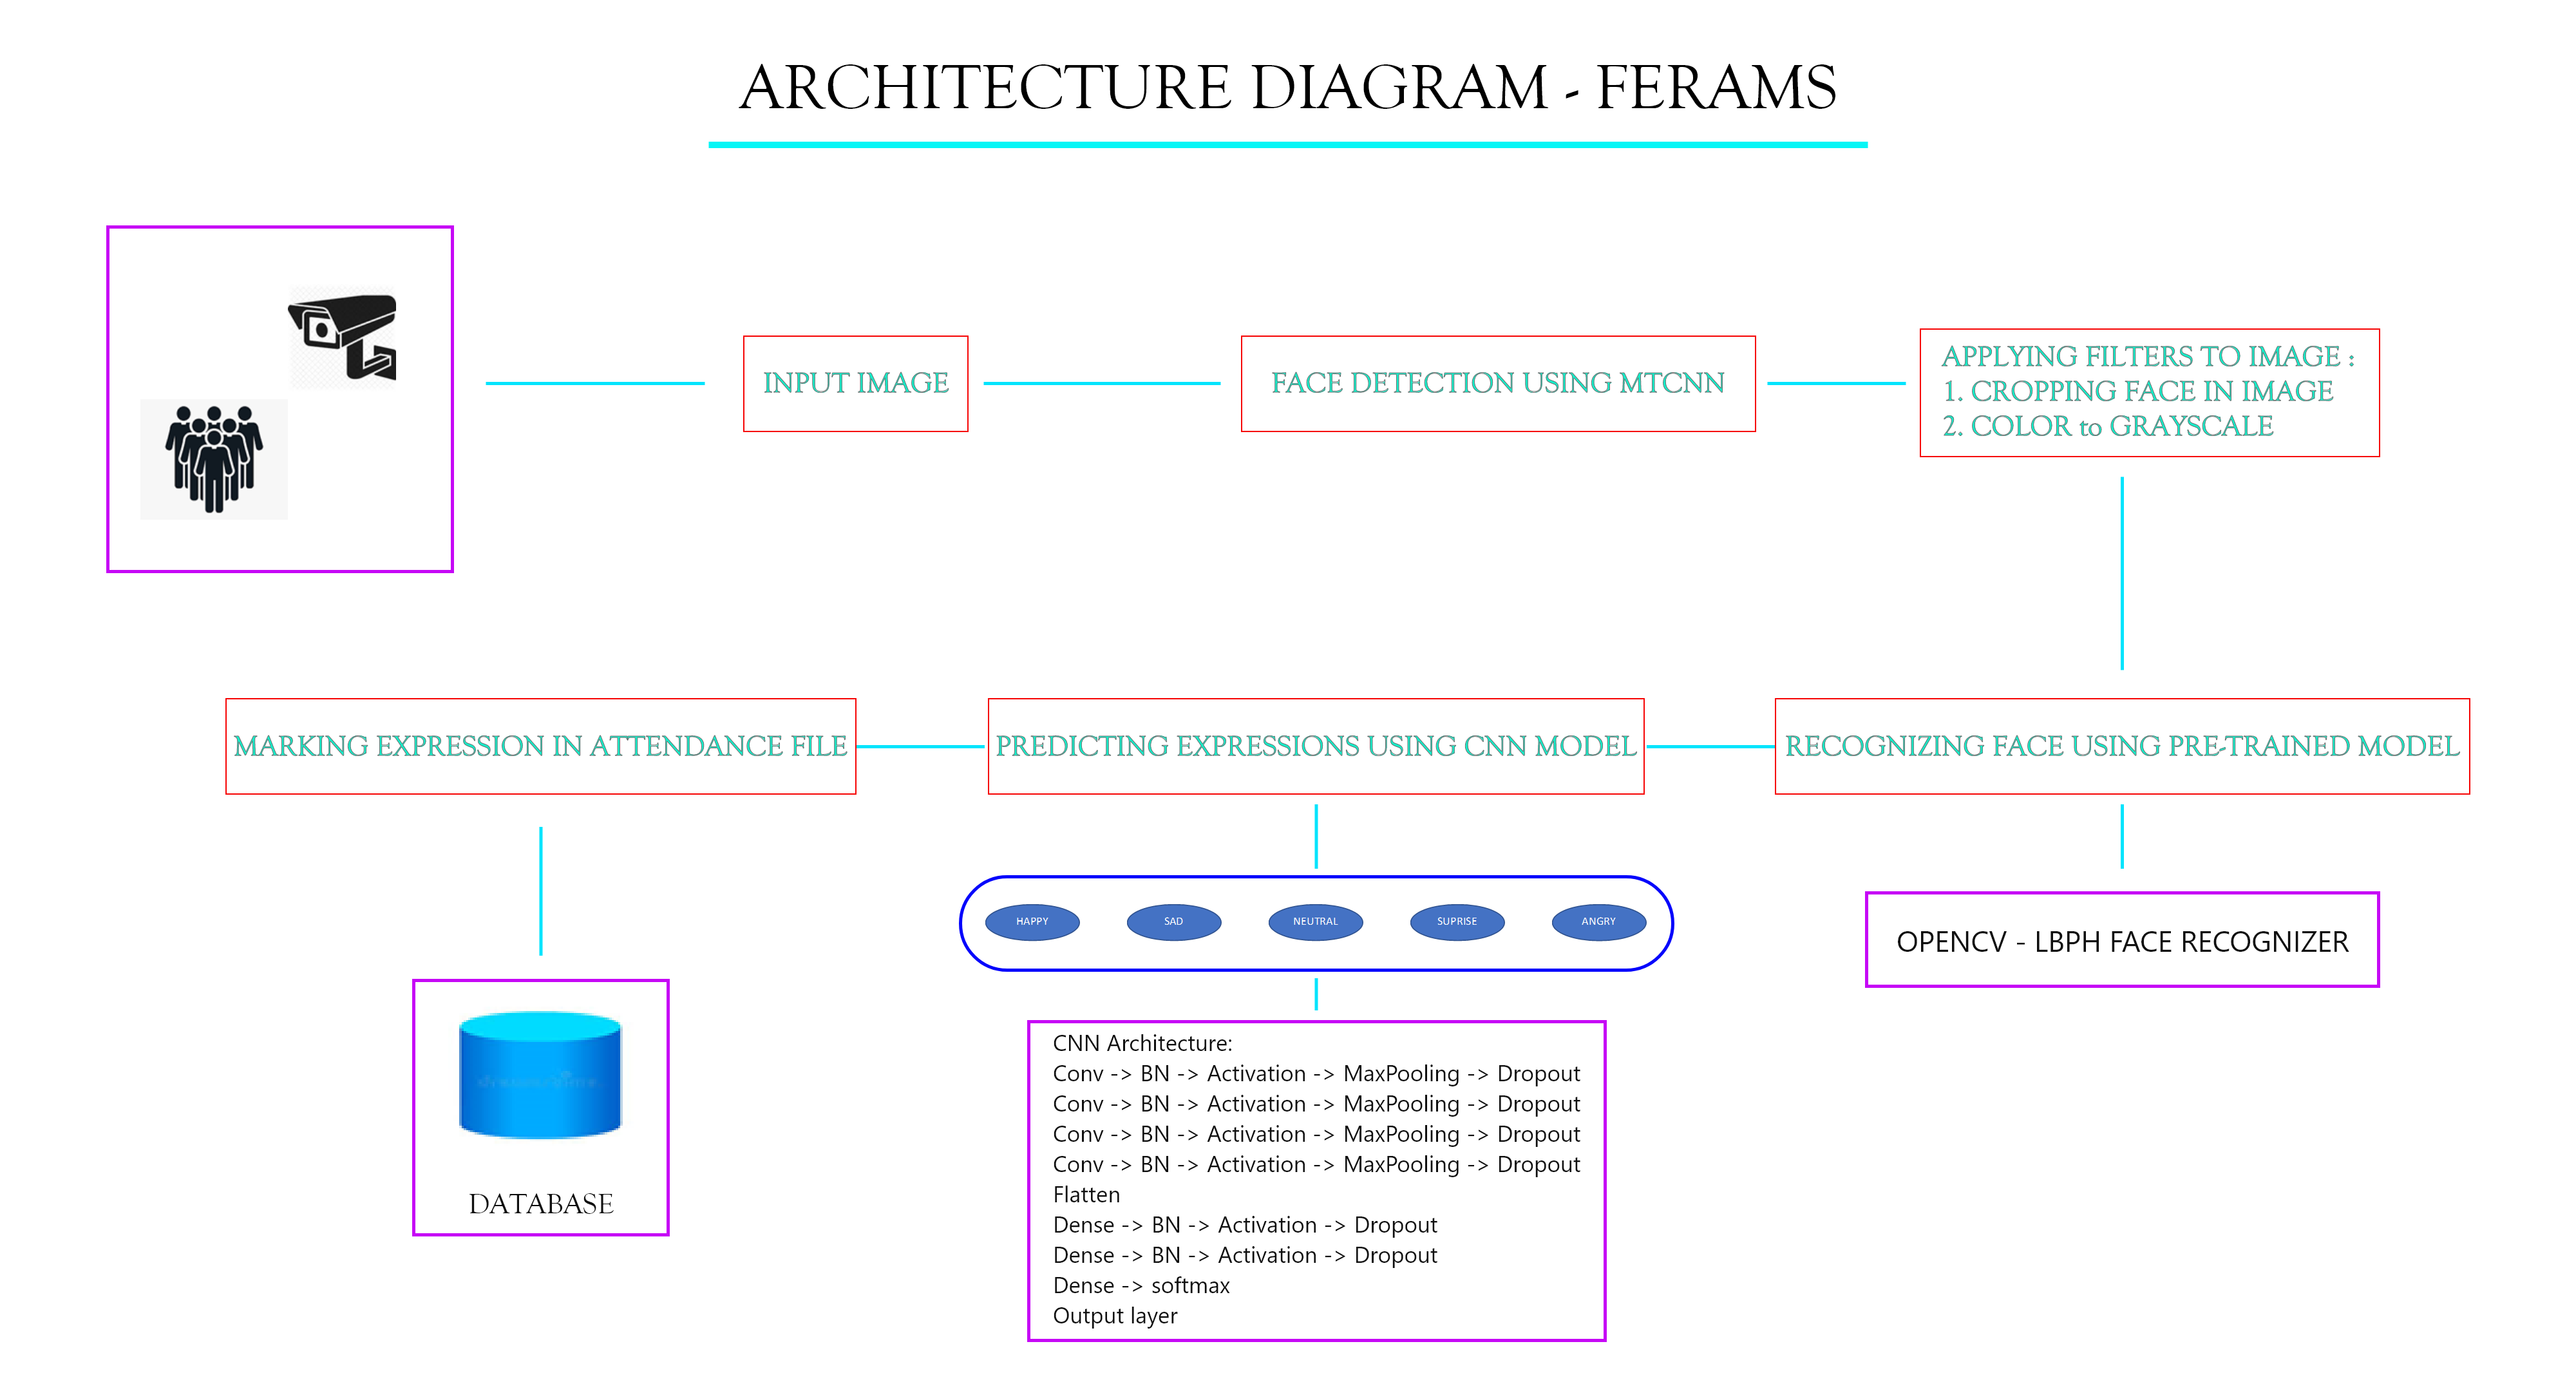 ARCHITECTURE DIAGRAM - FERAMS
INPUT IMAGE
FACE DETECTION USING MTCNN
APPLYING FILTERS TO IMAGE :
1. CROPPING FACE IN IMAGE
2. COLOR to GRAYSCALE
MARKING EXPRESSION IN ATTENDANCE FILE
PREDICTING EXPRESSIONS USING CNN MODEL
RECOGNIZING FACE USING PRE-TRAINED MODEL
HAPPY
SAD
NEUTRAL
SUPRISE
ANGRY
OPENCV - LBPH FACE RECOGNIZER
DATABASE
CNN Architecture:
Conv -> BN -> Activation -> MaxPooling -> Dropout
Conv -> BN -> Activation -> MaxPooling -> Dropout
Conv -> BN -> Activation -> MaxPooling -> Dropout
Conv -> BN -> Activation -> MaxPooling -> Dropout
Flatten
Dense -> BN -> Activation -> Dropout
Dense -> BN -> Activation -> Dropout
Dense -> softmax
Output layer